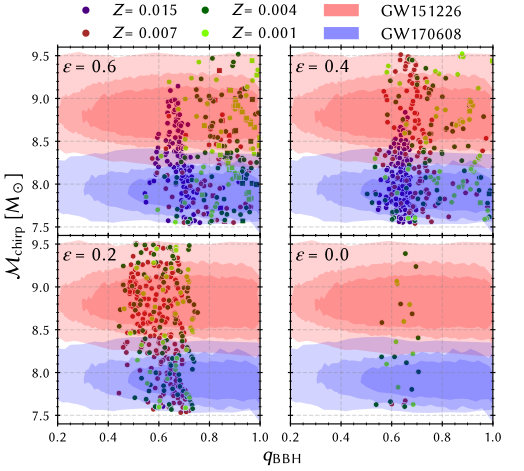 Z = 0.015 Z = 0.004 GW151226
Z = 0.007 Z = 0.001 GW170608
ε = 0.6 ε = 0.4
9.5
9.0
8.5
8.0
7.5
ε = 0.2 ε = 0.0
9.5
9.0
8.5
8.0
7.5
0.2 0.4 0.6 0.8 1.0 0.2 0.4 0.6 0.8 1.0
ℳchirp [M⊙]
qBBH